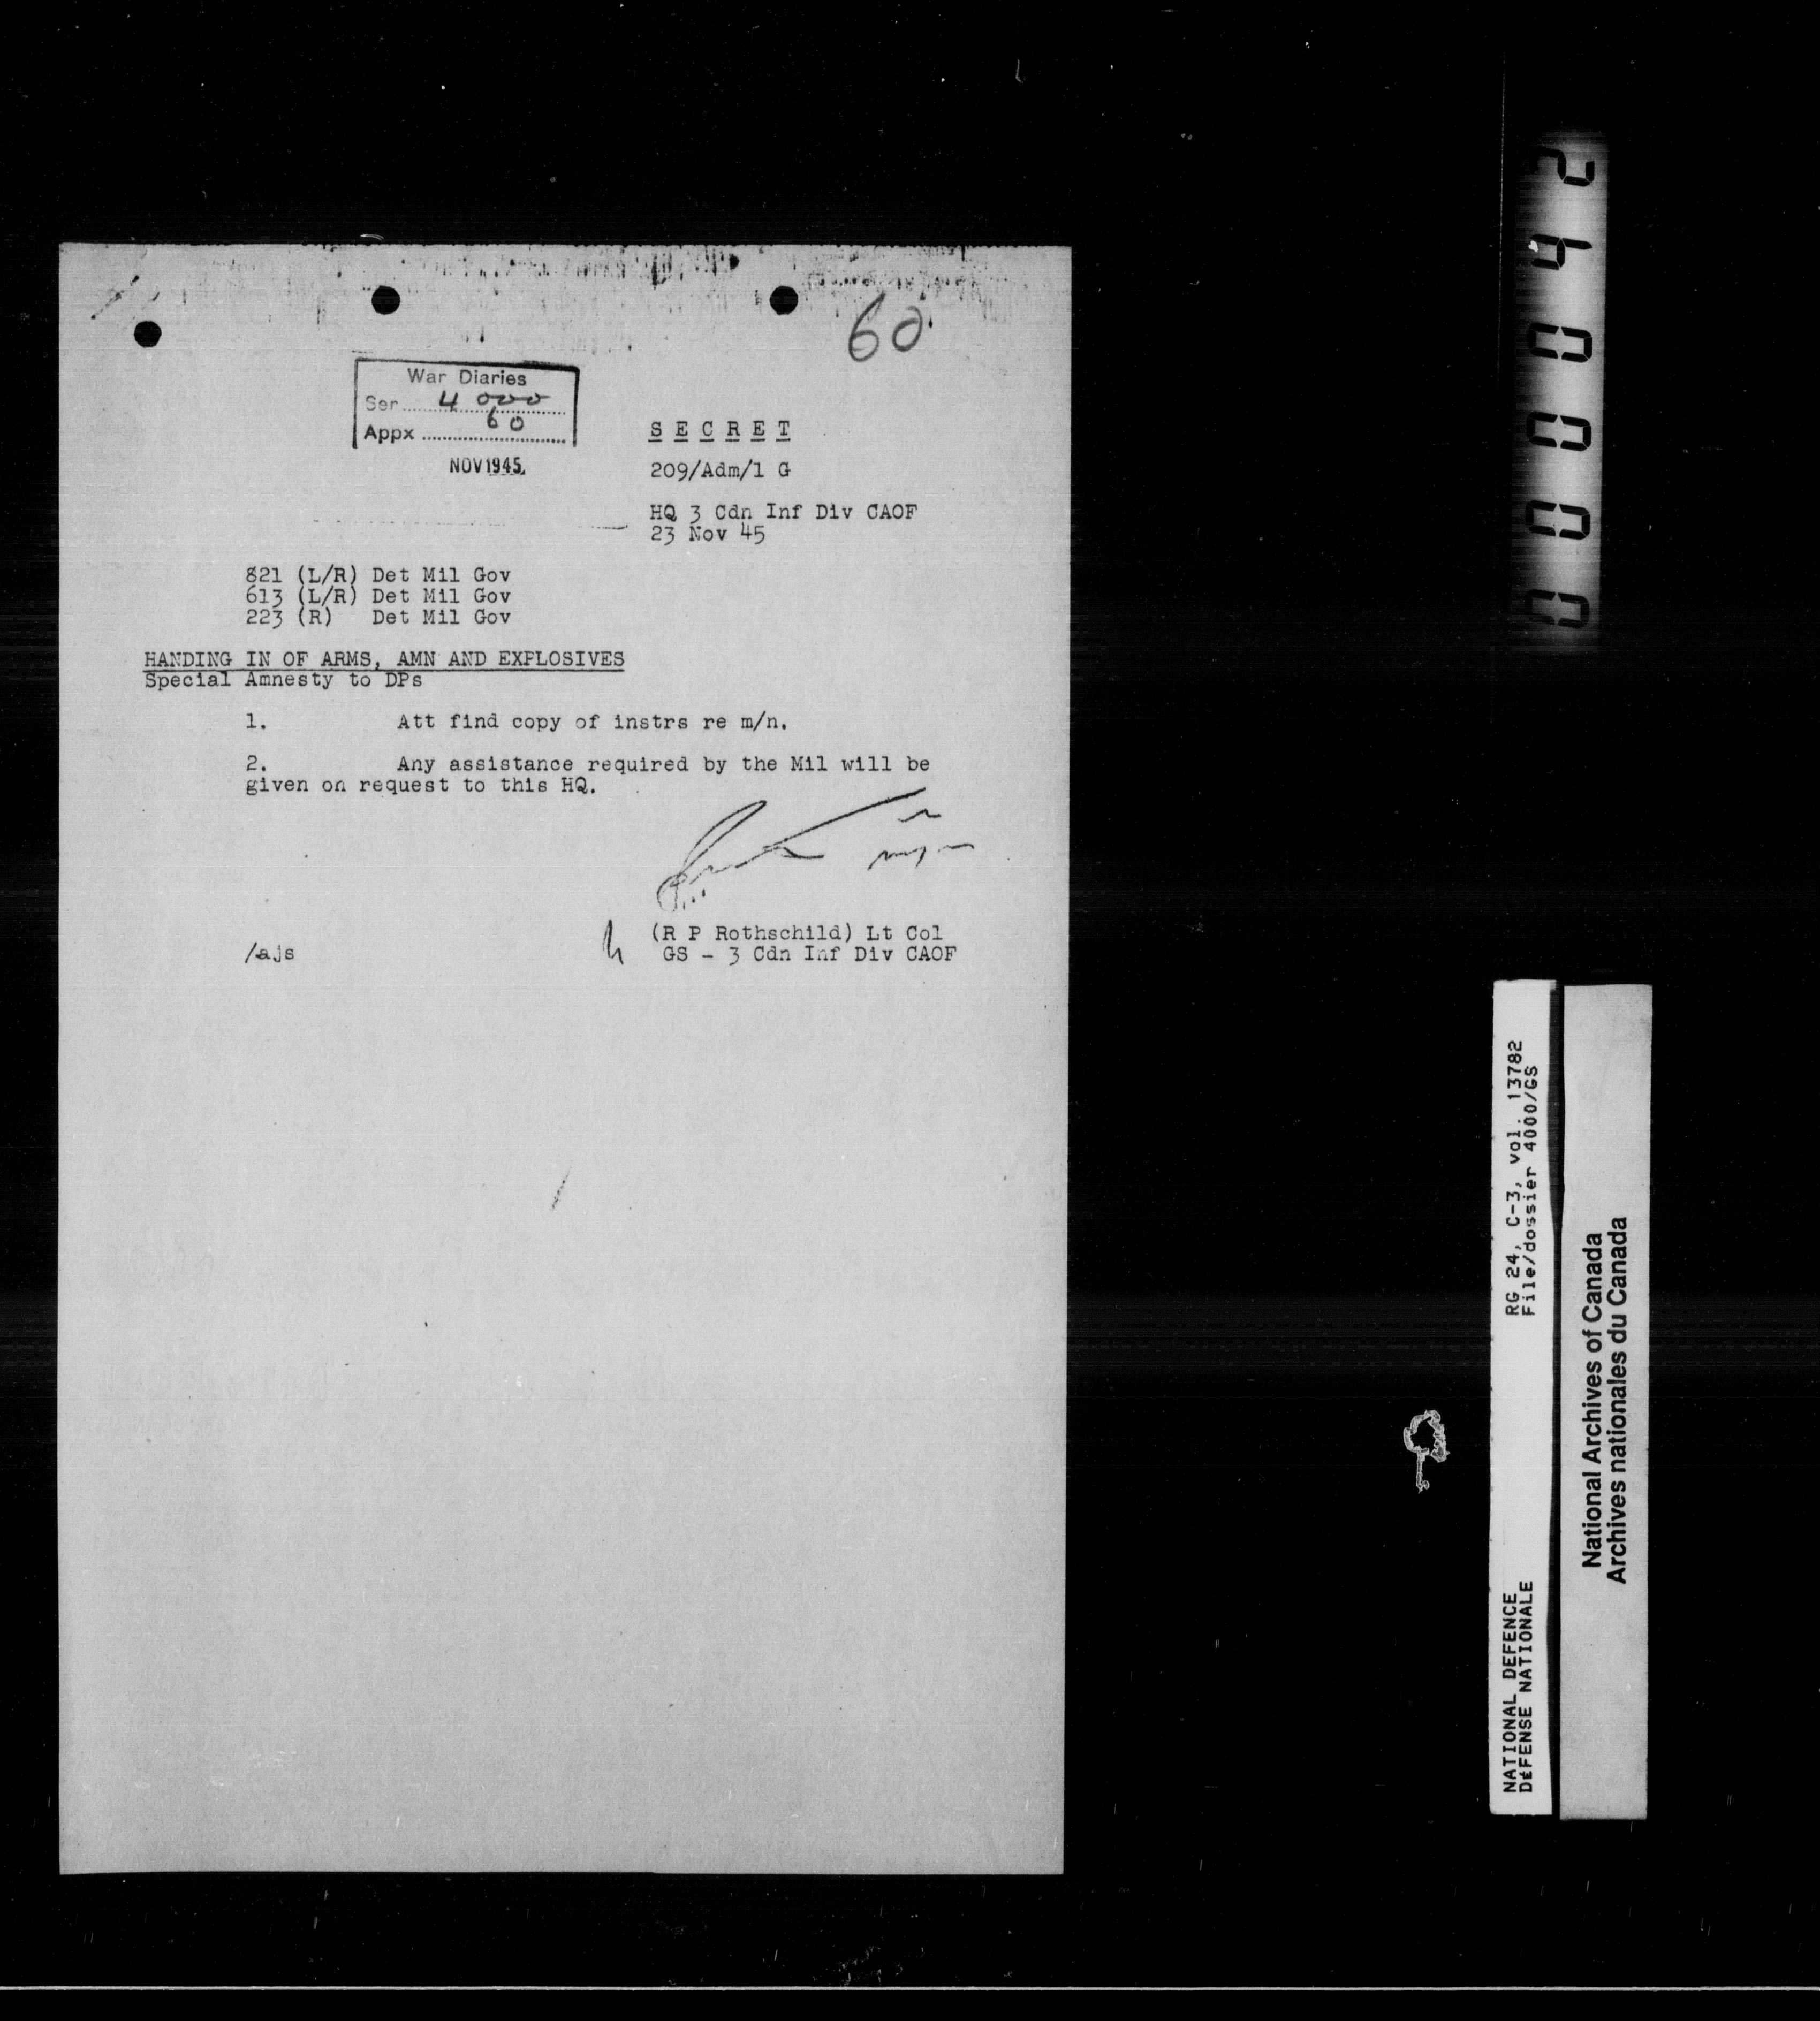 60
War Diaries
Ser 4000
Appx 60
NOV 1945.
S E C R E T
209/Adm/1 G
HQ 3 Cdn Inf Div CAOF
23 Nov 45
821 (L/R) Det Mil Gov
613 (L/R) Det Mil Gov
223 (R) Det Mil Gov
HANDING IN OF ARMS, AMN AND EXPLOSIVES
Special Amnesty to DPs
1. Att find copy of instrs re m/n.
2. Any assistance required by the Mil will be
given on request to this HQ.
(R P Rothschild) Lt Col
/ajs
GS - 3 Cdn Inf Div CAOF
000042
RG 24, C-3, vol. 13782
File/dossier 4000/GS
NATIONAL DEFENCE
DÉFENSE NATIONALE
National Archives of Canada
Archives nationales du Canada